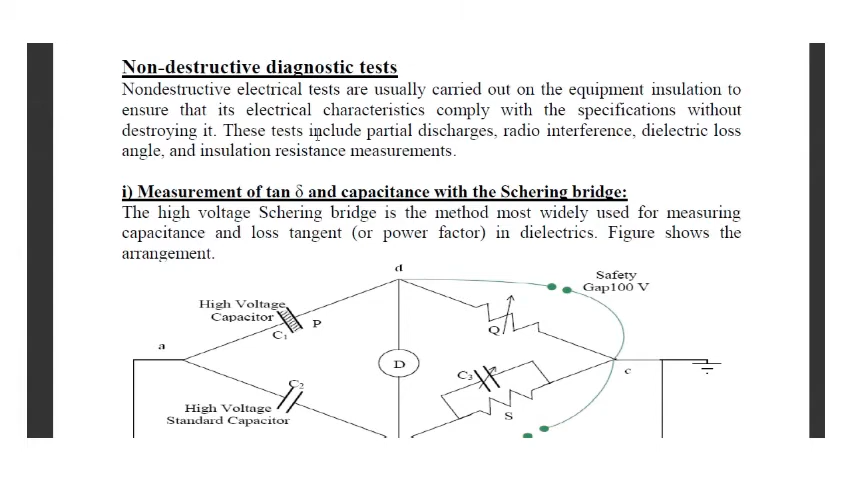 Non-destructive diagnostic tests
Nondestructive electrical tests are usually carried out on the equipment insulation to
ensure that its electrical characteristics comply with the specifications without
destroying it. These tests include partial discharges, radio interference, dielectric loss
angle, and insulation resistance measurements.
i) Measurement of tan δ and capacitance with the Schering bridge:
The high voltage Schering bridge is the method most widely used for measuring
capacitance and loss tangent (or power factor) in dielectrics. Figure shows the
arrangement.
d
Safety
Gap100 V
High Voltage
Capacitor
P
C₁
Q
a
D
C₃
c
C₂
High Voltage
Standard Capacitor
S